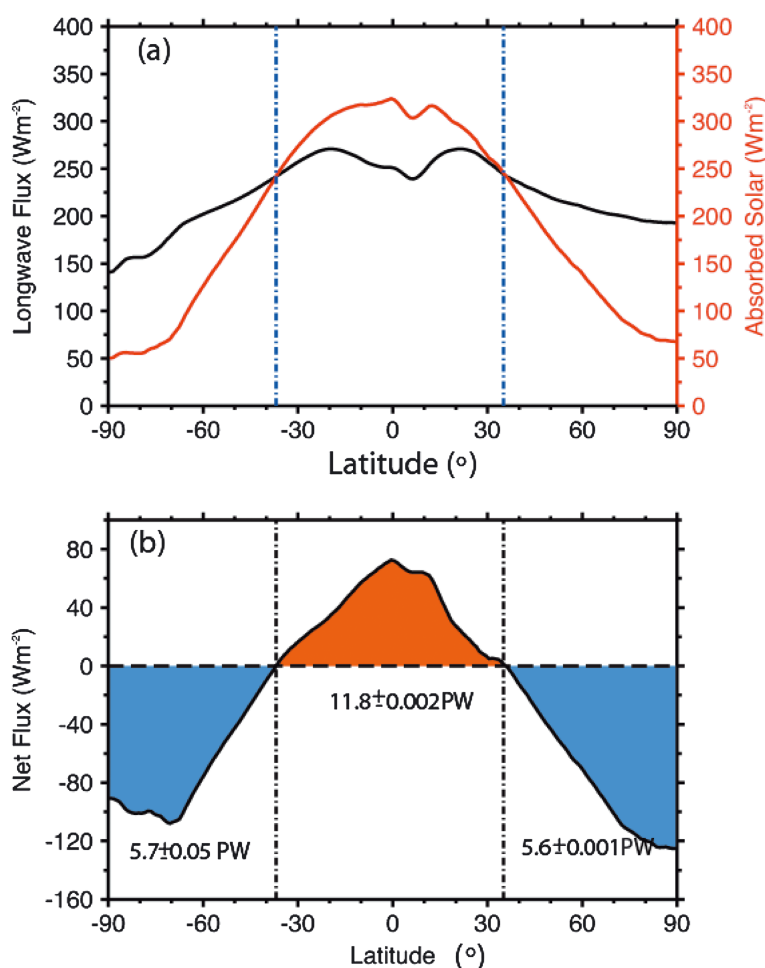 (a)
Longwave Flux (Wm⁻²)
400
350
300
250
200
150
100
50
0
400
350
300
250
200
150
100
50
0
Absorbed Solar (Wm⁻²)
-90 -60 -30 0 30 60 90
Latitude (°)
(b)
Net Flux (Wm⁻²)
80
40
0
-40
-80
-120
-160
11.8±0.002PW
5.7±0.05 PW
5.6±0.001PW
-90 -60 -30 0 30 60 90
Latitude (°)